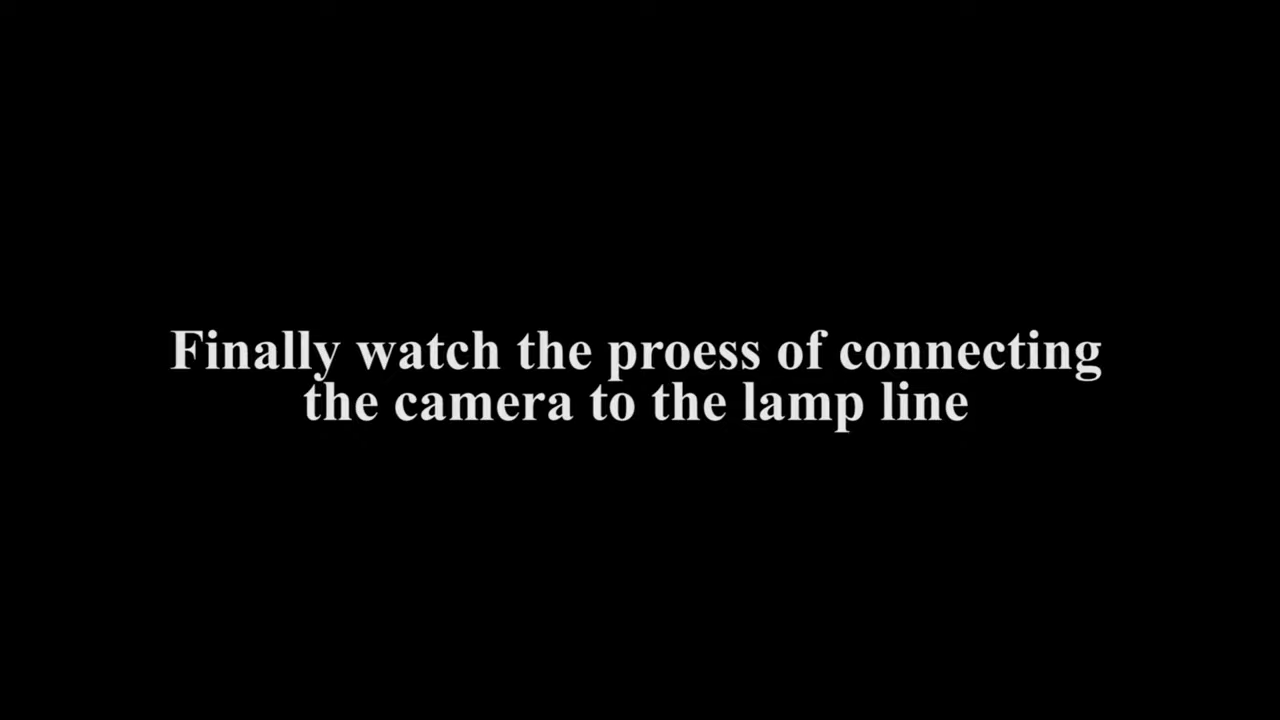 Finally watch the proess of connecting
the camera to the lamp line